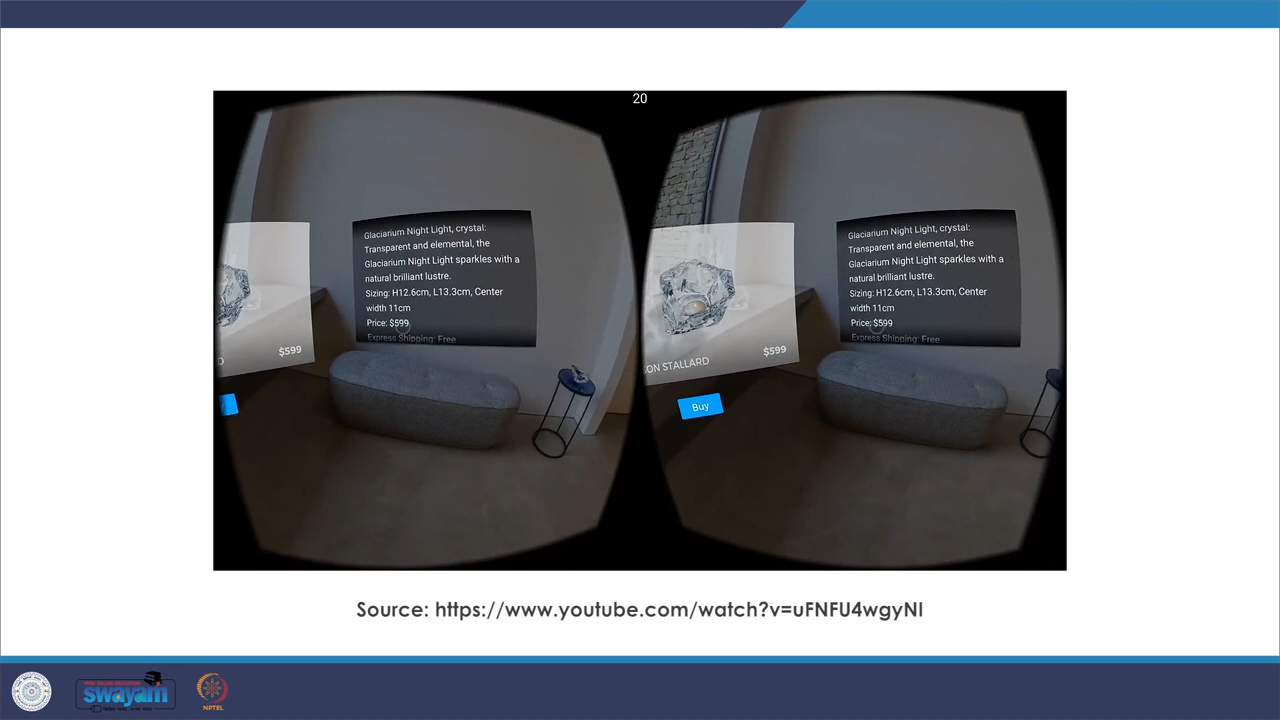 20
Glaciarium Night Light, crystal:
Transparent and elemental, the
Glaciarium Night Light sparkles with a
natural brilliant lustre.
Sizing: H12.6cm, L13.3cm, Center
width 11cm
Price: $599
Express Shipping: Free
$599
Glaciarium Night Light, crystal:
Transparent and elemental, the
Glaciarium Night Light sparkles with a
natural brilliant lustre.
Sizing: H12.6cm, L13.3cm, Center
width 11cm
Price: $599
Express Shipping: Free
ON STALLARD
$599
Buy
Source: https://www.youtube.com/watch?v=uFNFU4wgyNI
swayam
NPTEL